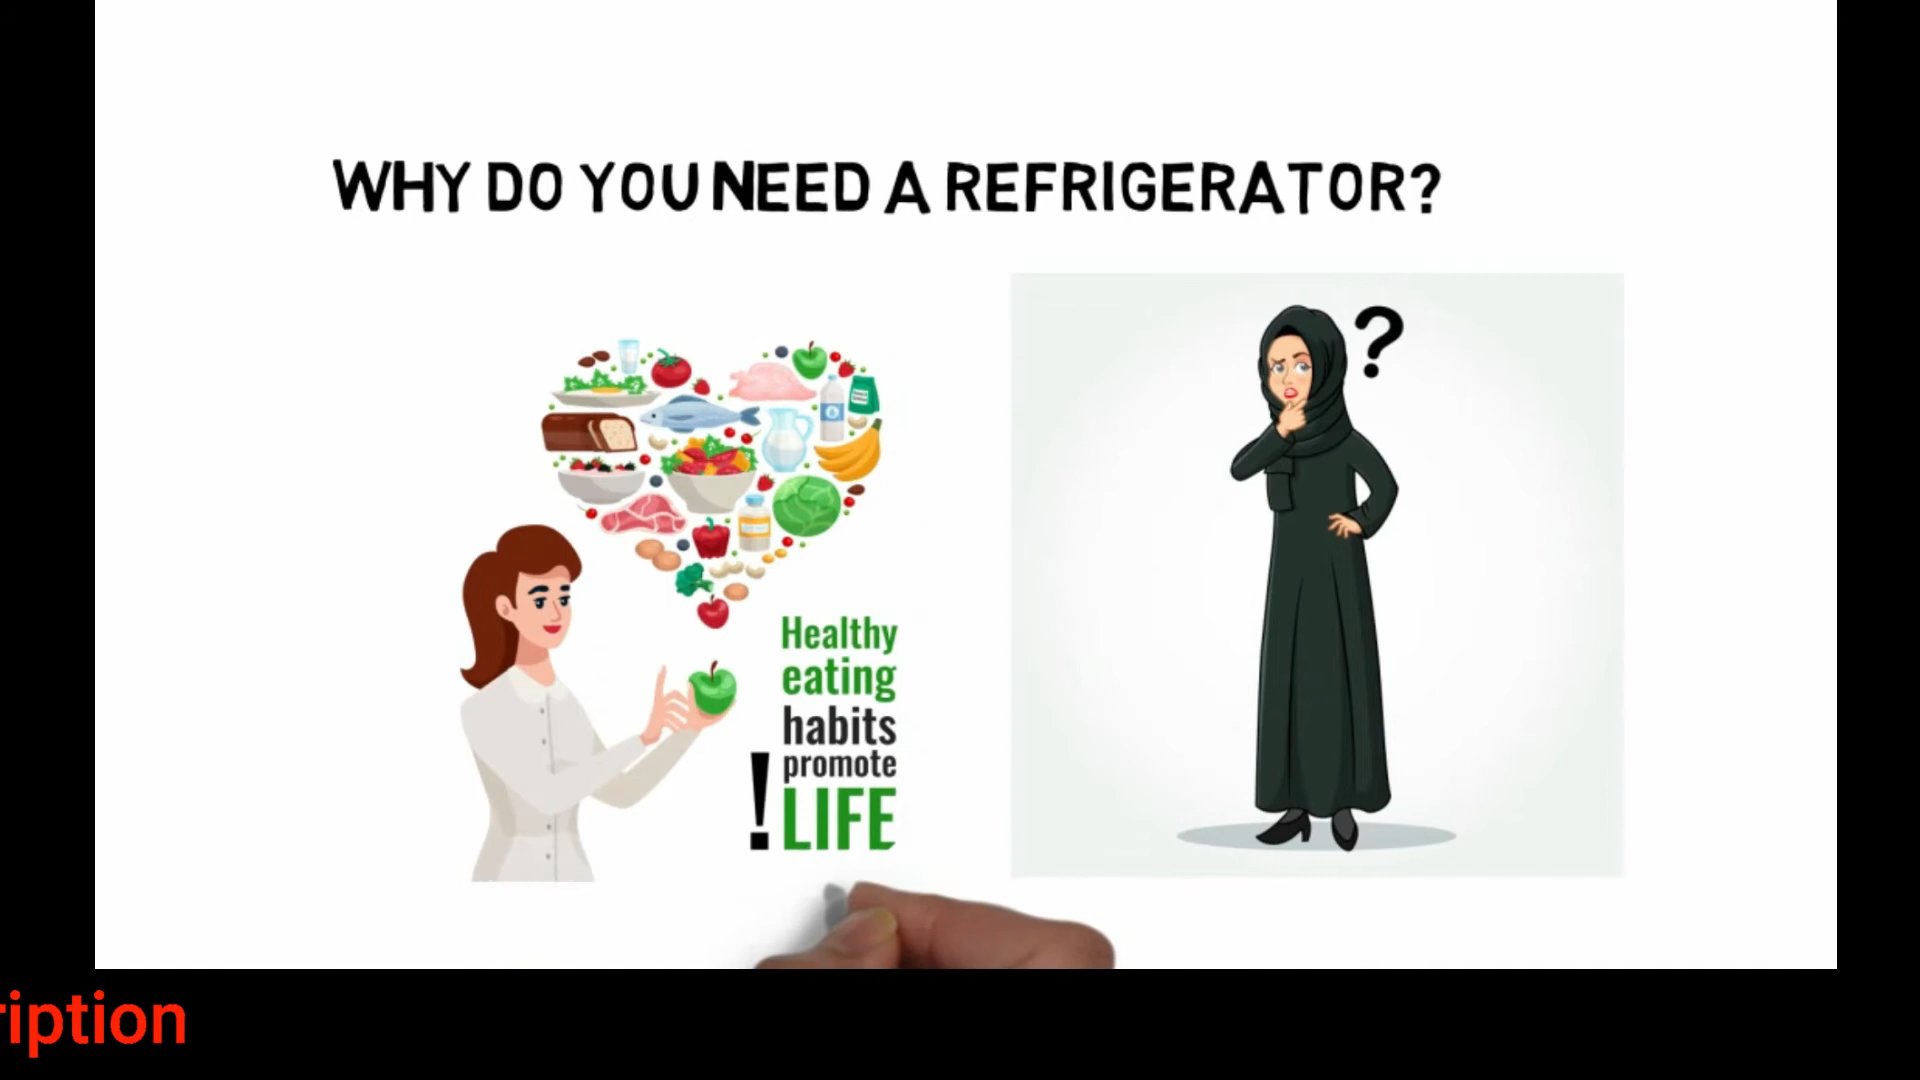 WHY DO YOU NEED A REFRIGERATOR?
?
Healthy
eating
habits
promote
! LIFE
ription